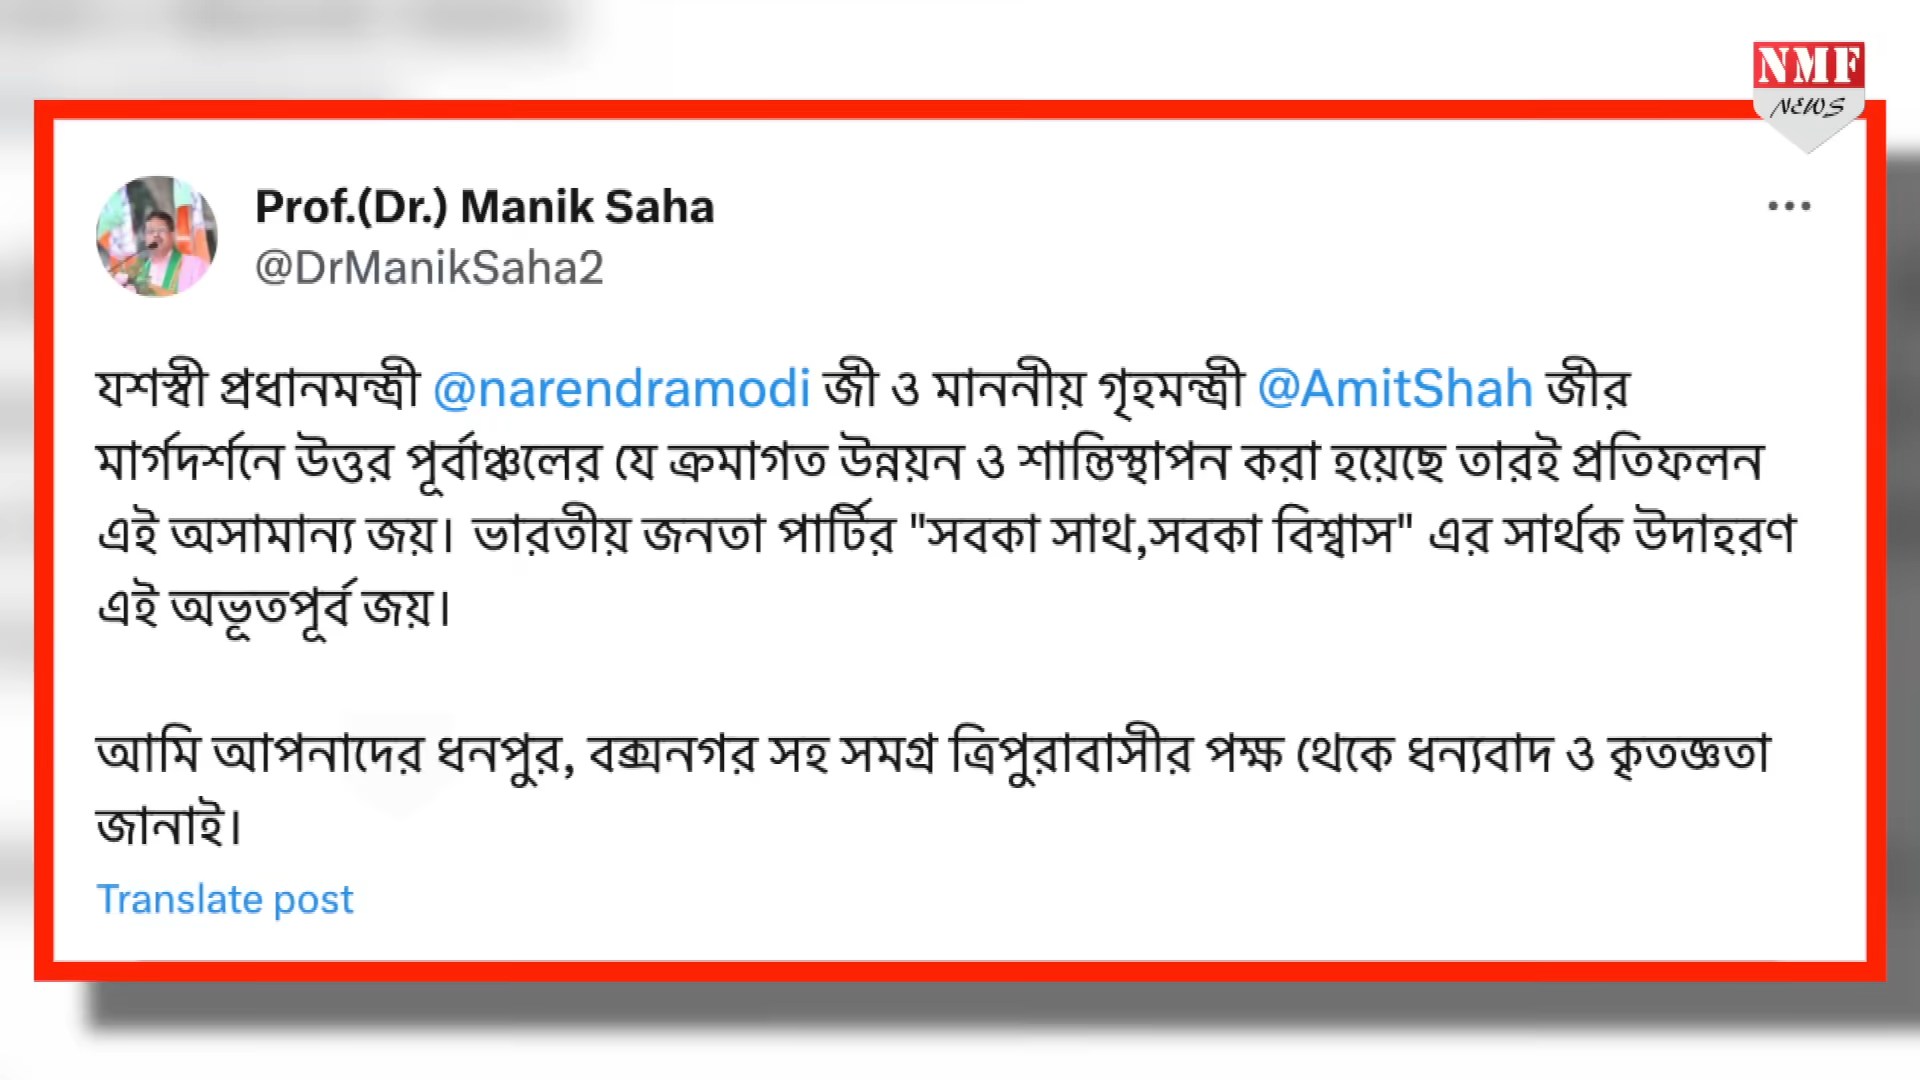 NMF
NEWS
Prof.(Dr.) Manik Saha
@DrManikSaha2
যশস্বী প্রধানমন্ত্রী @narendramodi জী ও মাননীয় গৃহমন্ত্রী @AmitShah জীর
মার্গদর্শনে উত্তর পূর্বাঞ্চলের যে ক্রমাগত উন্নয়ন ও শান্তিস্থাপন করা হয়েছে তারই প্রতিফলন
এই অসামান্য জয়। ভারতীয় জনতা পার্টির "সবকা সাথ,সবকা বিশ্বাস" এর সার্থক উদাহরণ
এই অভূতপূর্ব জয়।
আমি আপনাদের ধনপুর, বক্সনগর সহ সমগ্র ত্রিপুরাবাসীর পক্ষ থেকে ধন্যবাদ ও কৃতজ্ঞতা
জানাই।
Translate post